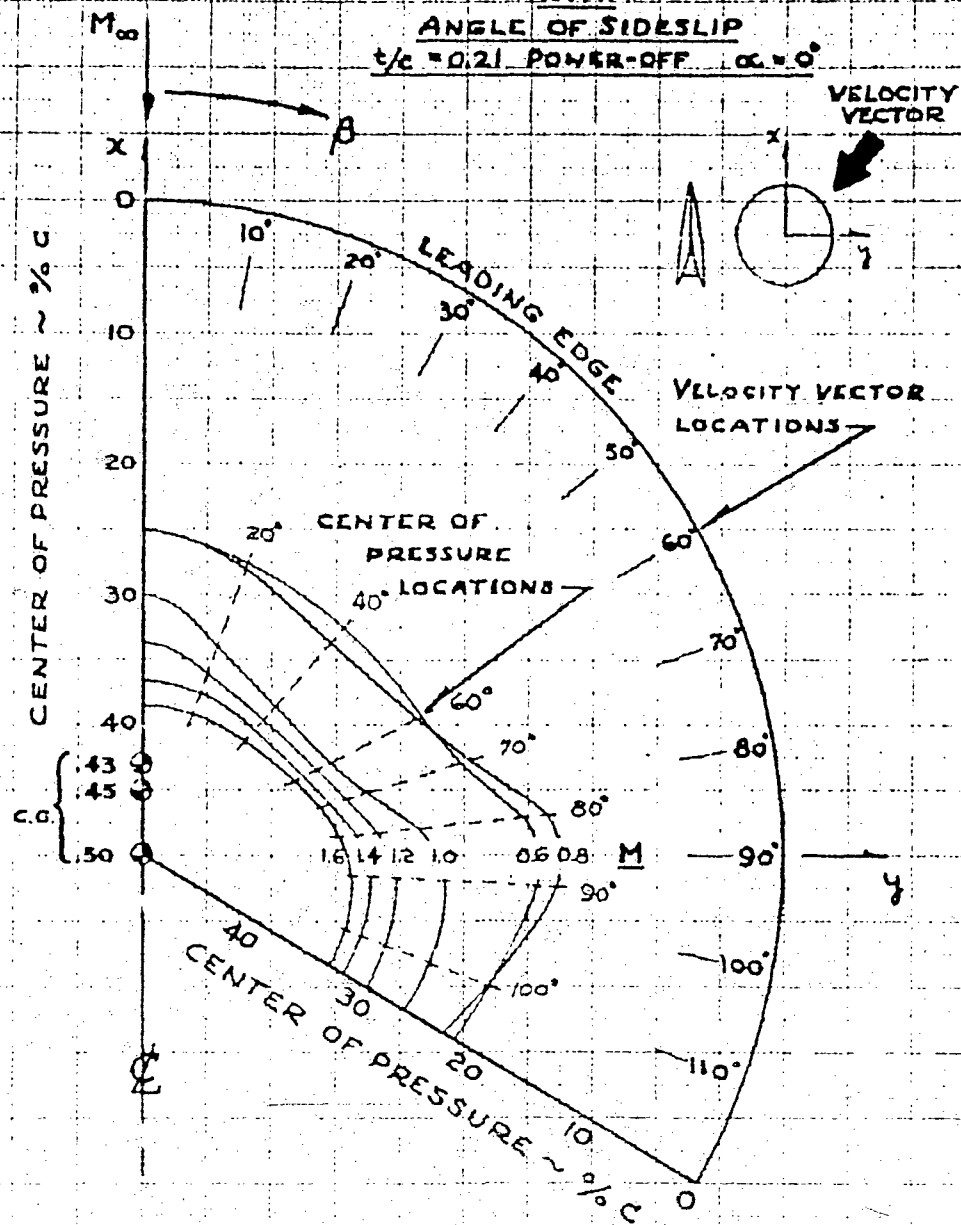 ANGLE OF SIDESLIP
t/c = 0.21 POWER-OFF α = 0°
M∞
β
x
VELOCITY
VECTOR
x
y
0
10
20
30
40
CENTER OF PRESSURE ~ % C
LEADING EDGE
10°
20°
30°
40°
50°
60°
70°
80°
90°
100°
110°
y
VELOCITY VECTOR
LOCATIONS
CENTER OF
PRESSURE
LOCATIONS
20°
40°
60°
70°
80°
90°
100°
C.G.
.43
.45
.50
1.6 1.4 1.2 1.0 0.6 0.8 M
40
30
20
10
0
CENTER OF PRESSURE ~ % C
℄